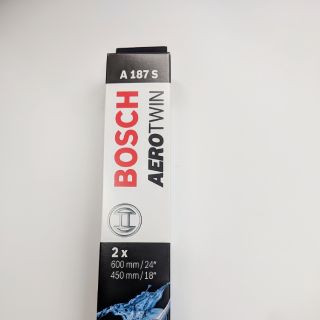 A 187 S
BOSCH
AEROTWIN
2 x
600 mm / 24"
450 mm / 18"